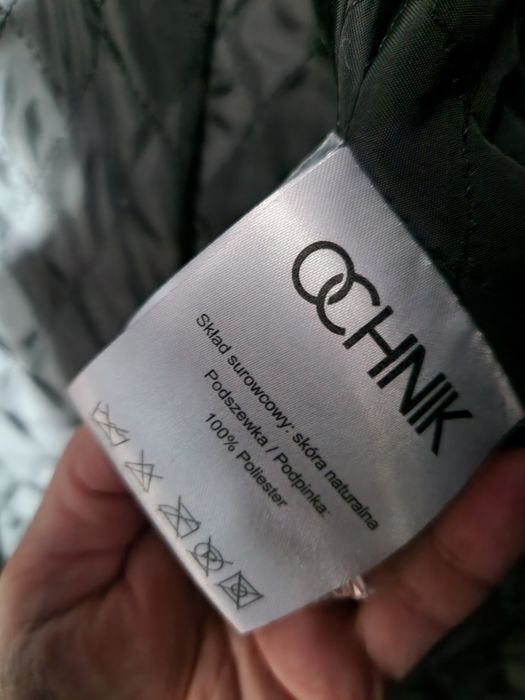 OCHNIK
Skład surowcowy: skóra naturalna
Podszewka / Podpinka:
100% Poliester